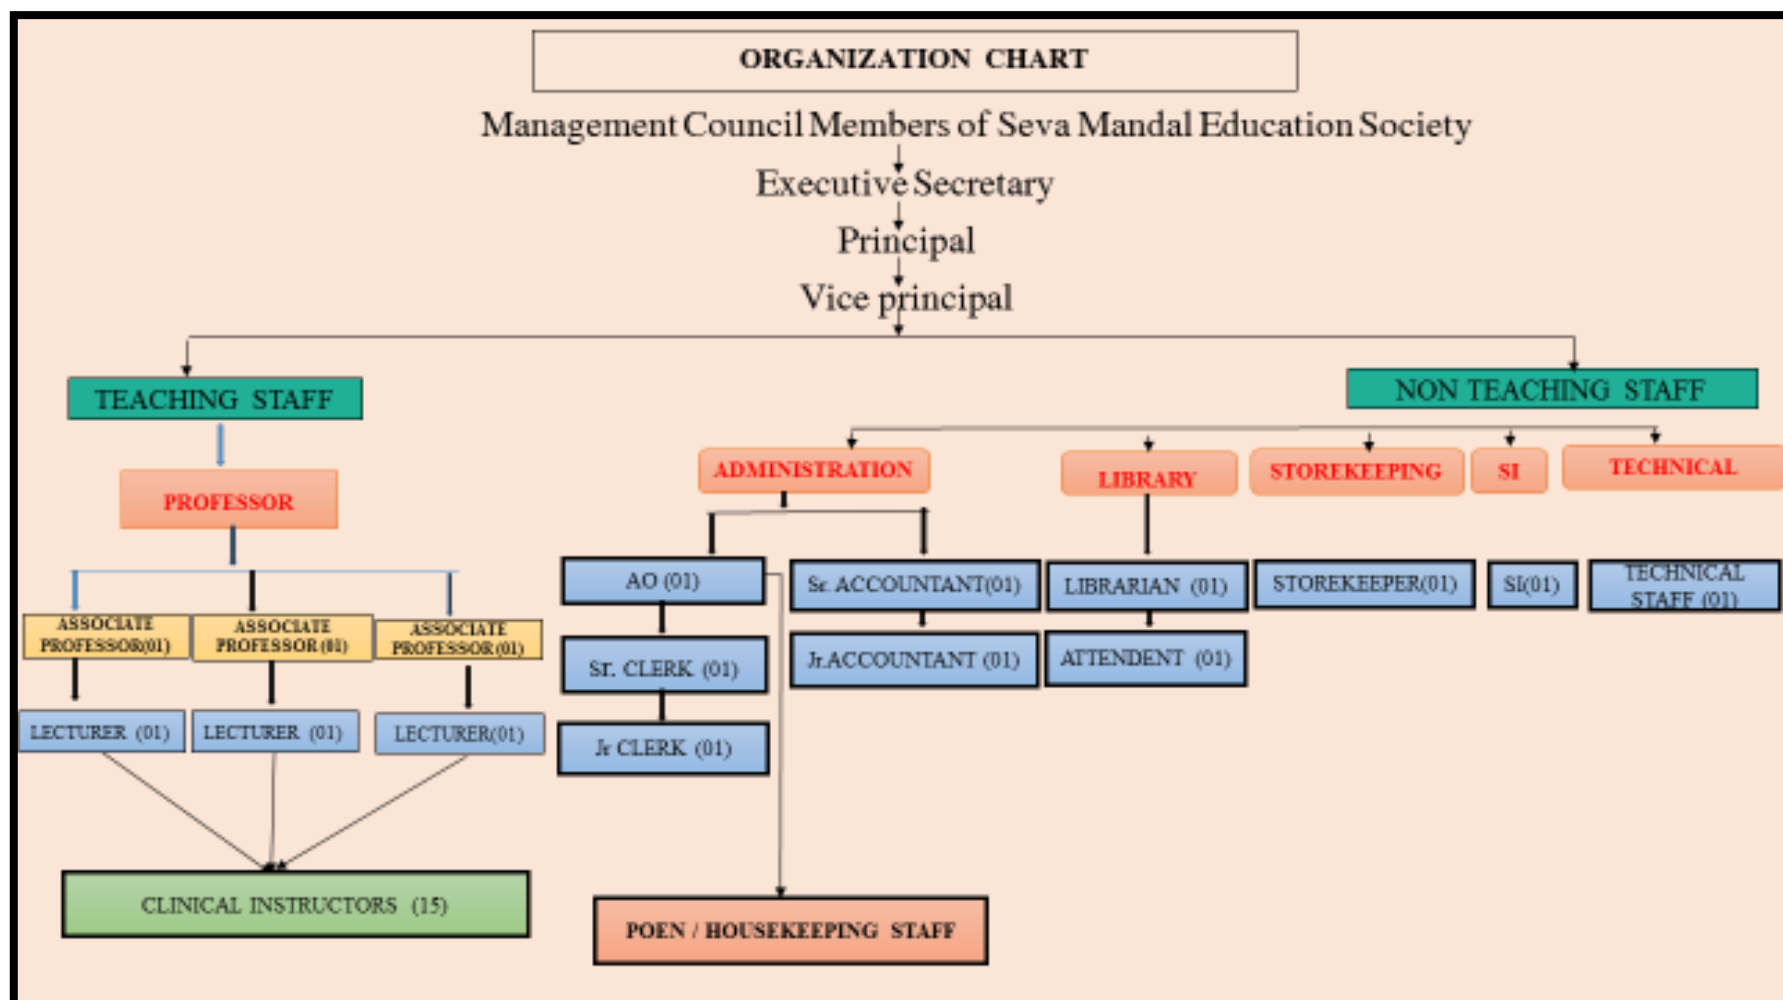 ORGANIZATION CHART
Management Council Members of Seva Mandal Education Society
Executive Secretary
Principal
Vice principal
TEACHING STAFF
NON TEACHING STAFF
PROFESSOR
ADMINISTRATION
LIBRARY
STOREKEEPING
SI
TECHNICAL
ASSOCIATE
PROFESSOR(01)
ASSOCIATE
PROFESSOR (01)
ASSOCIATE
PROFESSOR (01)
LECTURER (01)
LECTURER (01)
LECTURER(01)
CLINICAL INSTRUCTORS (15)
AO (01)
Sr. CLERK (01)
Jr CLERK (01)
Sr. ACCOUNTANT(01)
Jr.ACCOUNTANT (01)
LIBRARIAN (01)
ATTENDENT (01)
STOREKEEPER(01)
SI(01)
TECHNICAL
STAFF (01)
POEN / HOUSEKEEPING STAFF